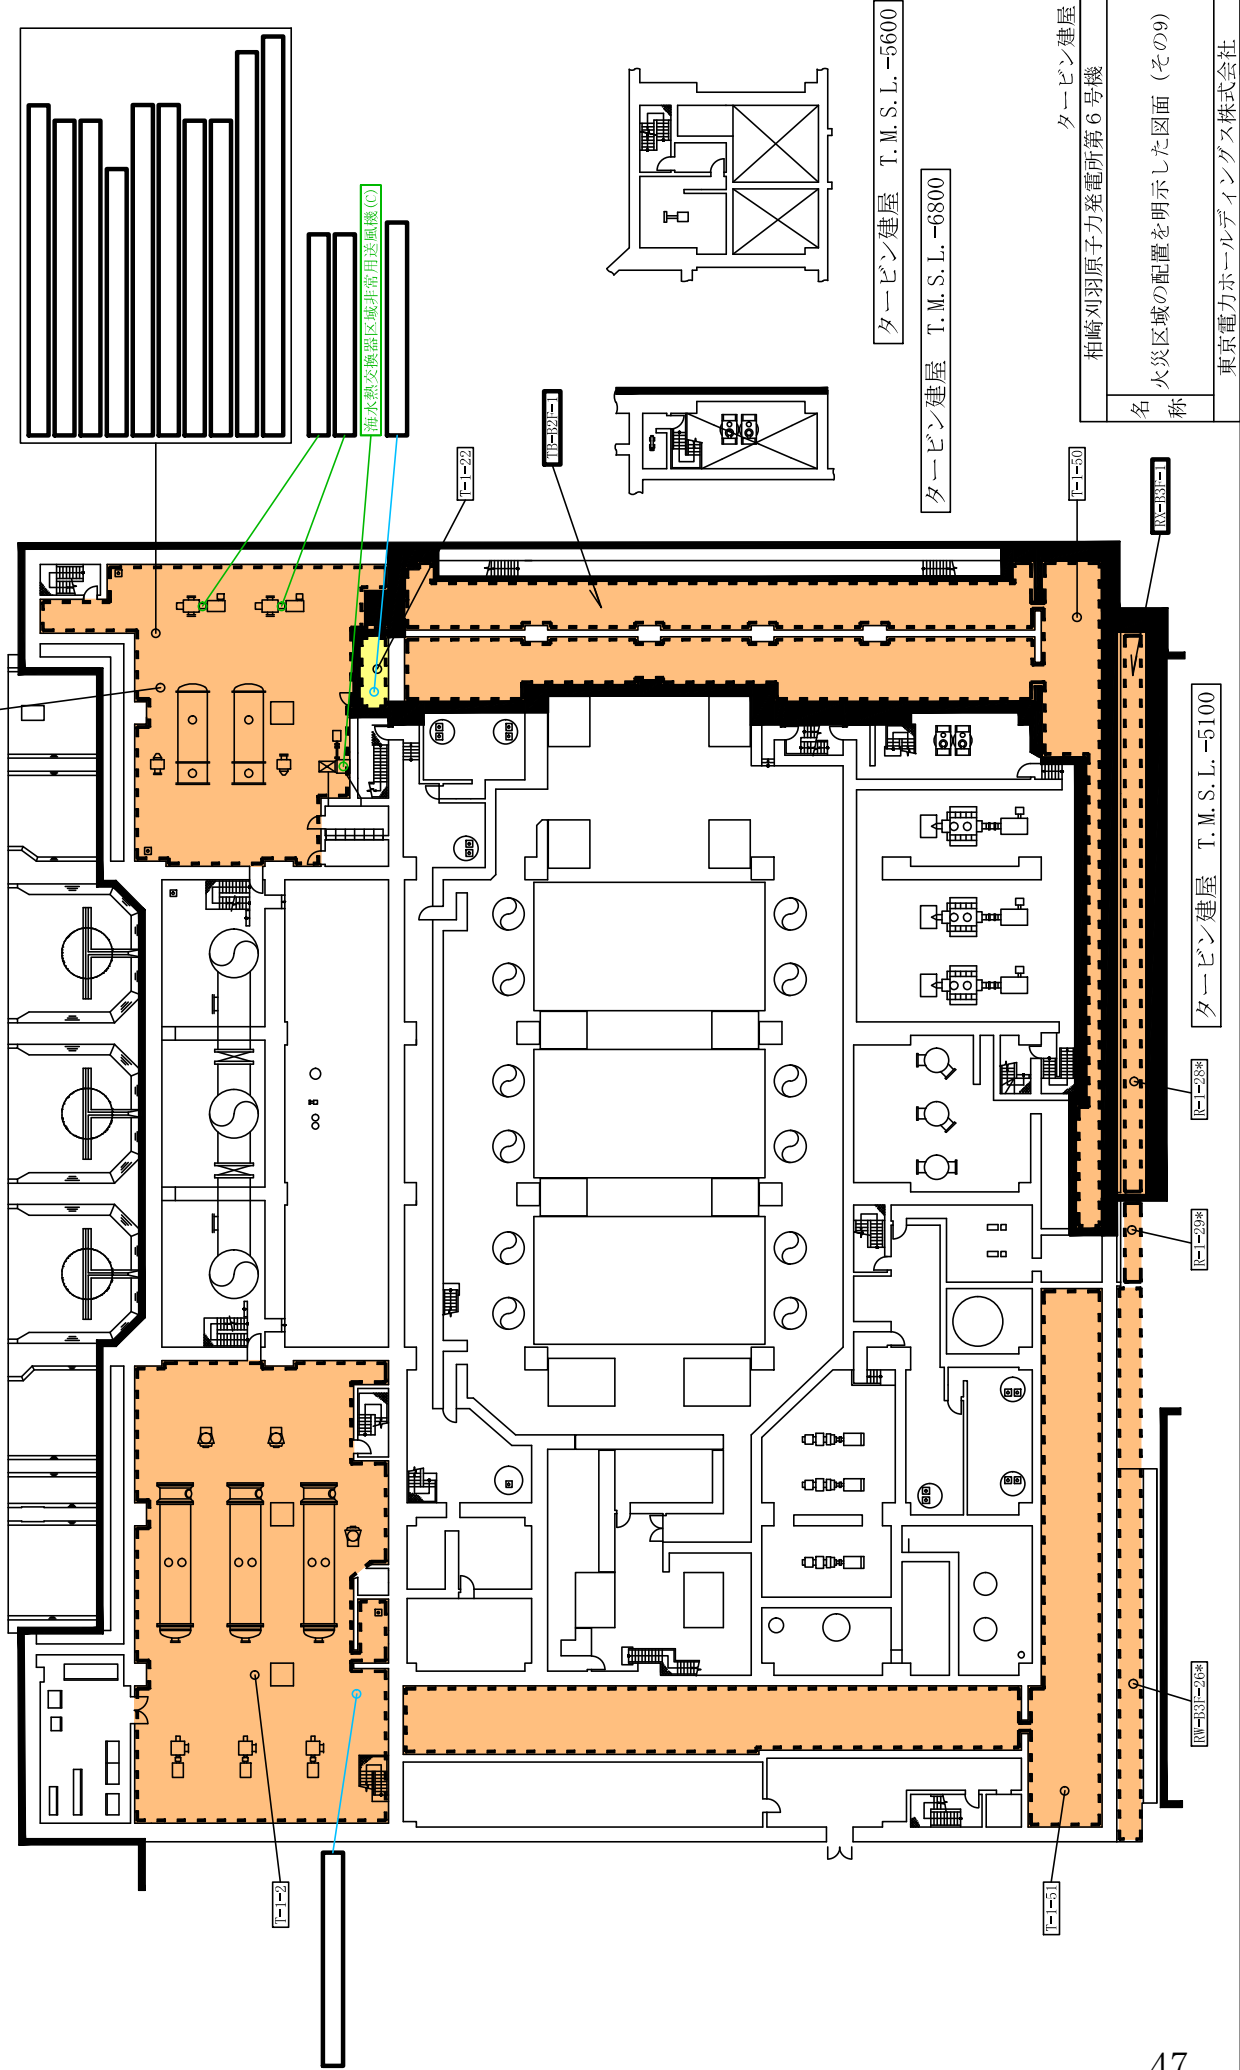 海水熱交換器区域非常用送風機(C)
T-1-22
TB-B2F-1
タービン建屋 T.M.S.L.-5600
タービン建屋 T.M.S.L.-6800
タービン建屋
柏崎刈羽原子力発電所第6号機
名称
火災区域の配置を明示した図面（その9）
東京電力ホールディングス株式会社
T-1-50
RX-B3F-1
タービン建屋 T.M.S.L.-5100
R-1-28*
R-1-29*
RW-B3F-26*
T-1-2
T-1-51
47